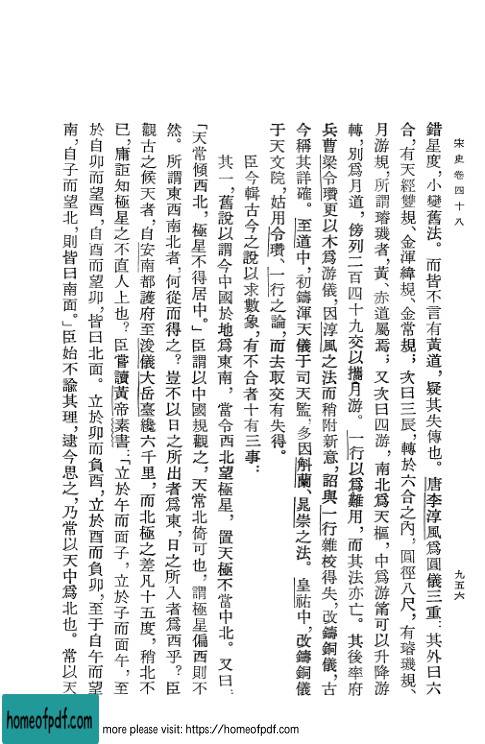 宋史卷四十八
九五六
錯星度，小變舊法。而皆不言有黃道，疑其失傳也。唐李淳風爲圓儀三重：其外曰六
合，有天經雙規、金渾緯規、金常規；次曰三辰，轉於六合之內，圓徑八尺，有璿璣規、
月游規，所謂璿璣者，黃、赤道屬焉；又次曰四游，南北爲天樞，中爲游筩可以升降游
轉，別爲月道，傍列二百四十九交以攜月游。一行以爲難用，而其法亦亡。其後率府
兵曹梁令瓚更以木爲游儀，因淳風之法而稍附新意，詔與一行雜校得失，改鑄銅儀，古
今稱其詳確。至道中，初鑄渾天儀于司天監，多因斛蘭、晁崇之法。皇祐中，改鑄銅儀
于天文院，姑用令瓚、一行之論，而去取交有失得。
臣今輯古今之說以求數象，有不合者十有三事：
其一，舊說以謂今中國於地爲東南，當令西北望極星，置天極不當中北。又曰：
「天常傾西北，極星不得居中。」臣謂以中國規觀之，天常北倚可也，謂極星偏西則不
然。所謂東西南北者，何從而得之？豈不以日之所出者爲東，日之所入者爲西乎？臣
觀古之候天者，自安南都護府至浚儀大岳臺纔六千里，而北極之差凡十五度，稍北不
已，庸詎知極星之不直人上也？臣嘗讀黃帝素書：「立於午而面子，立於子而面午，至
於自卯而望酉，自酉而望卯，皆曰北面。立於卯而負酉，立於酉而負卯，至于自午而望
南，自子而望北，則皆曰南面。」臣始不諭其理，逮今思之，乃常以天中爲北也。常以天
homeofpdf.com
more please visit: https://homeofpdf.com